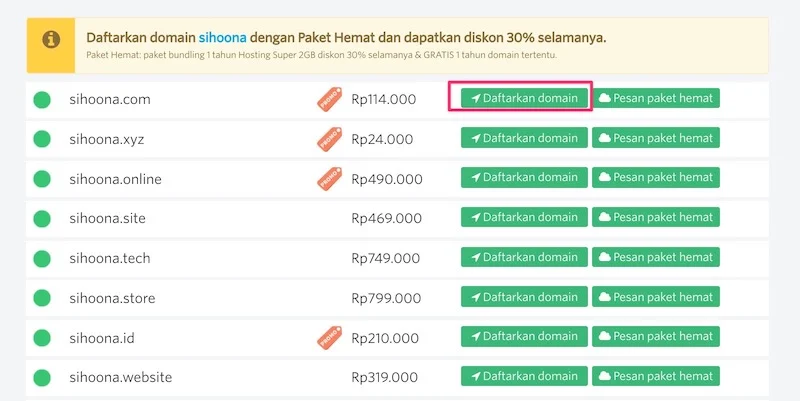 Daftarkan domain sihoona dengan Paket Hemat dan dapatkan diskon 30% selamanya.
Paket Hemat: paket bundling 1 tahun Hosting Super 2GB diskon 30% selamanya & GRATIS 1 tahun domain tertentu.
sihoona.com PROMO Rp114.000 Daftarkan domain Pesan paket hemat
sihoona.xyz PROMO Rp24.000 Daftarkan domain Pesan paket hemat
sihoona.online PROMO Rp490.000 Daftarkan domain Pesan paket hemat
sihoona.site Rp469.000 Daftarkan domain Pesan paket hemat
sihoona.tech Rp749.000 Daftarkan domain Pesan paket hemat
sihoona.store Rp799.000 Daftarkan domain Pesan paket hemat
sihoona.id PROMO Rp210.000 Daftarkan domain Pesan paket hemat
sihoona.website Rp319.000 Daftarkan domain Pesan paket hemat